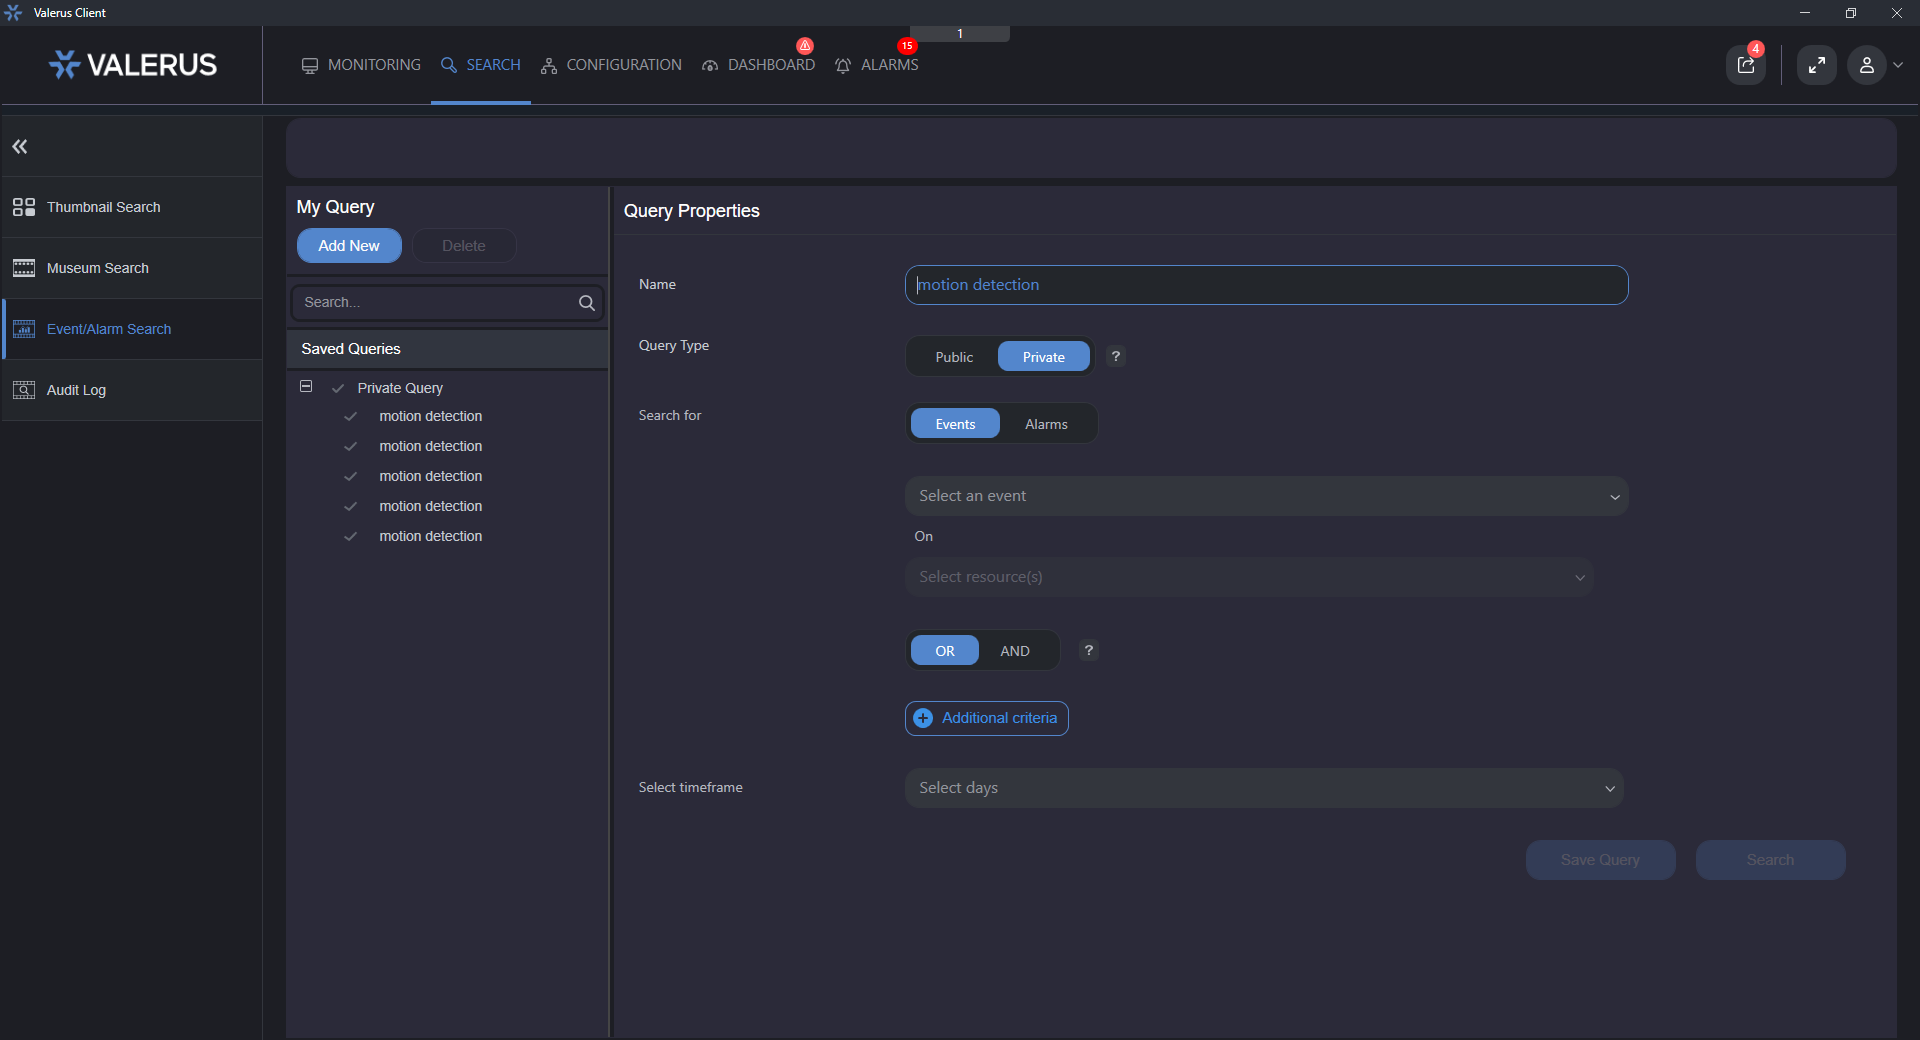 Valerus Client
1
VALERUS
MONITORING
SEARCH
CONFIGURATION
DASHBOARD
15
ALARMS
4
Thumbnail Search
Museum Search
Event/Alarm Search
Audit Log
My Query
Add New
Delete
Search...
Saved Queries
Private Query
motion detection
motion detection
motion detection
motion detection
motion detection
Query Properties
Name
motion detection
Query Type
Public
Private
?
Search for
Events
Alarms
Select an event
On
Select resource(s)
OR
AND
?
Additional criteria
Select timeframe
Select days
Save Query
Search